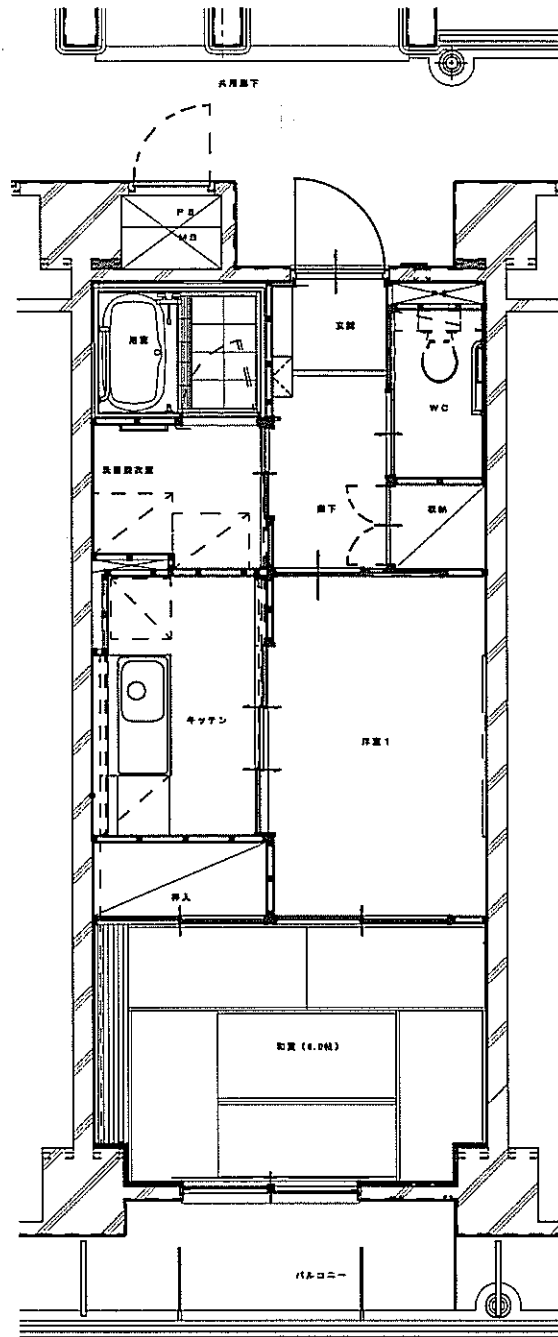 共用廊下
PS
MB
浴室
玄関
WC
洗面脱衣室
廊下
収納
キッチン
洋室1
押入
和室（6.0帖）
バルコニー